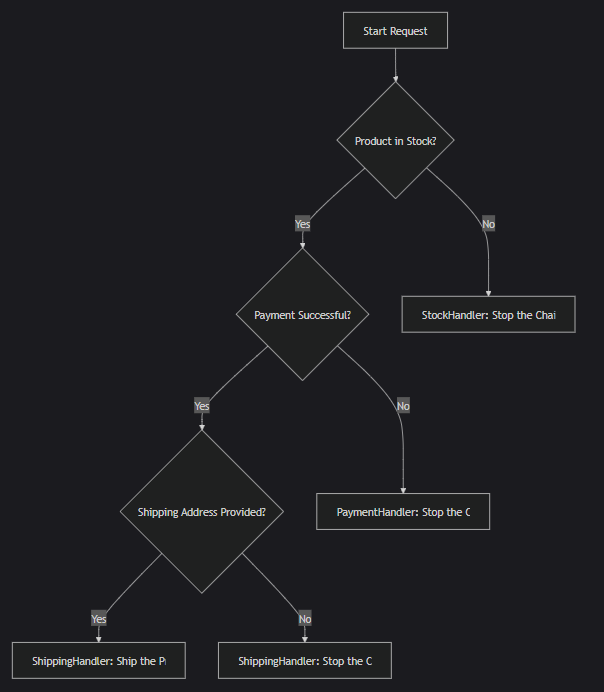 Start Request
Product in Stock?
Yes
No
Payment Successful?
StockHandler: Stop the Chai
Yes
No
Shipping Address Provided?
PaymentHandler: Stop the C
Yes
No
ShippingHandler: Ship the P
ShippingHandler: Stop the C